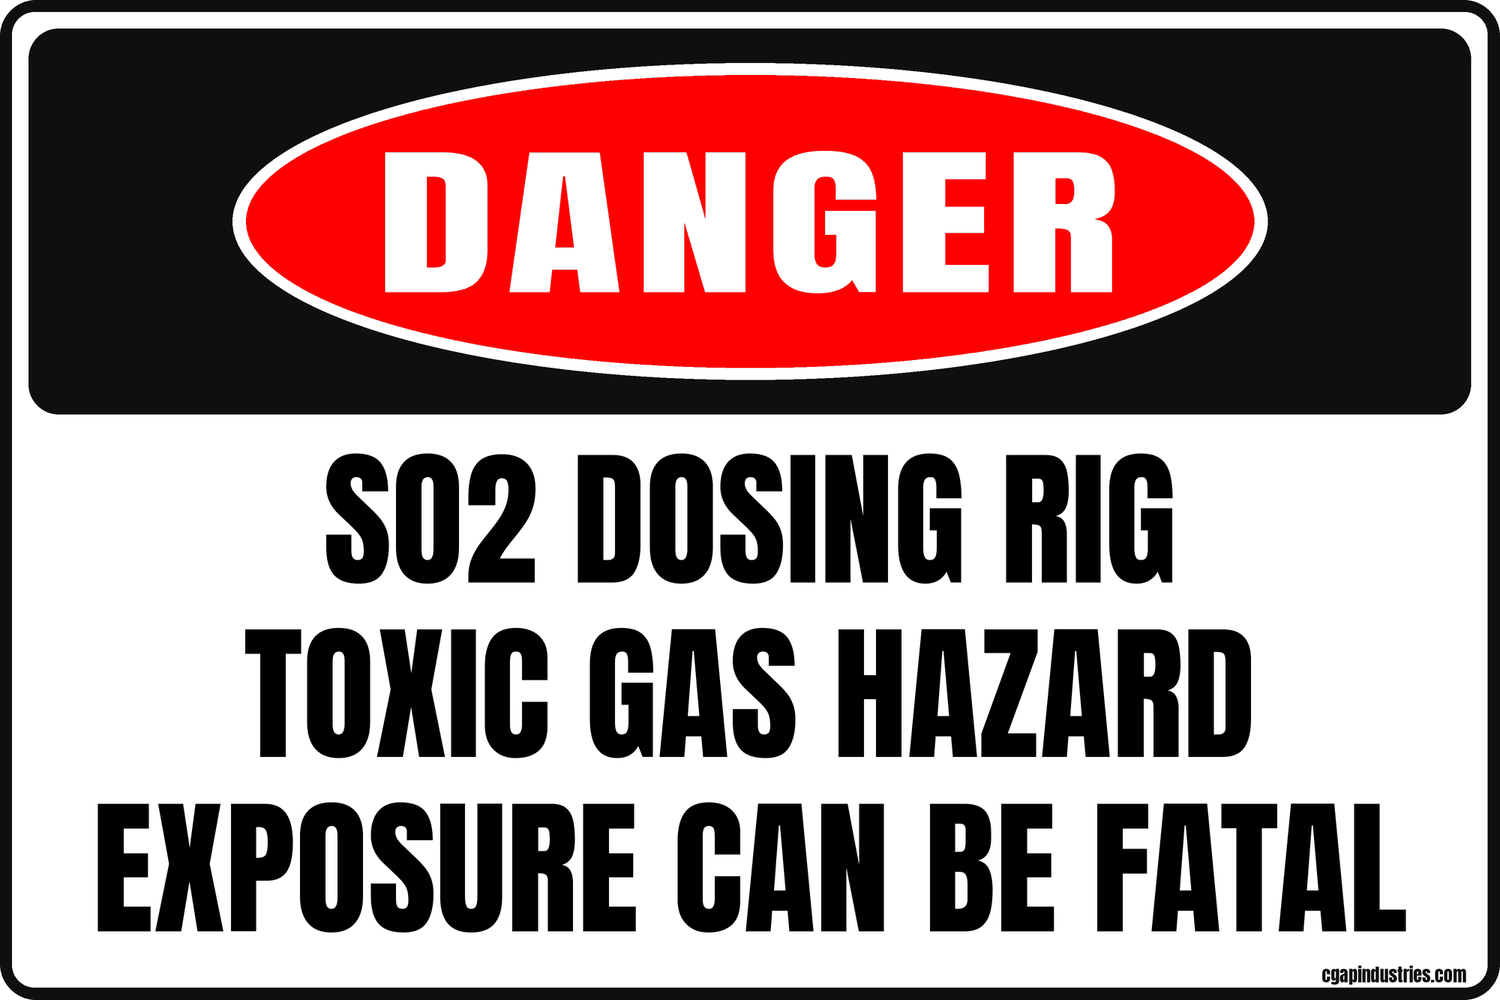 DANGER
SO2 DOSING RIG
TOXIC GAS HAZARD
EXPOSURE CAN BE FATAL
cgapindustries.com